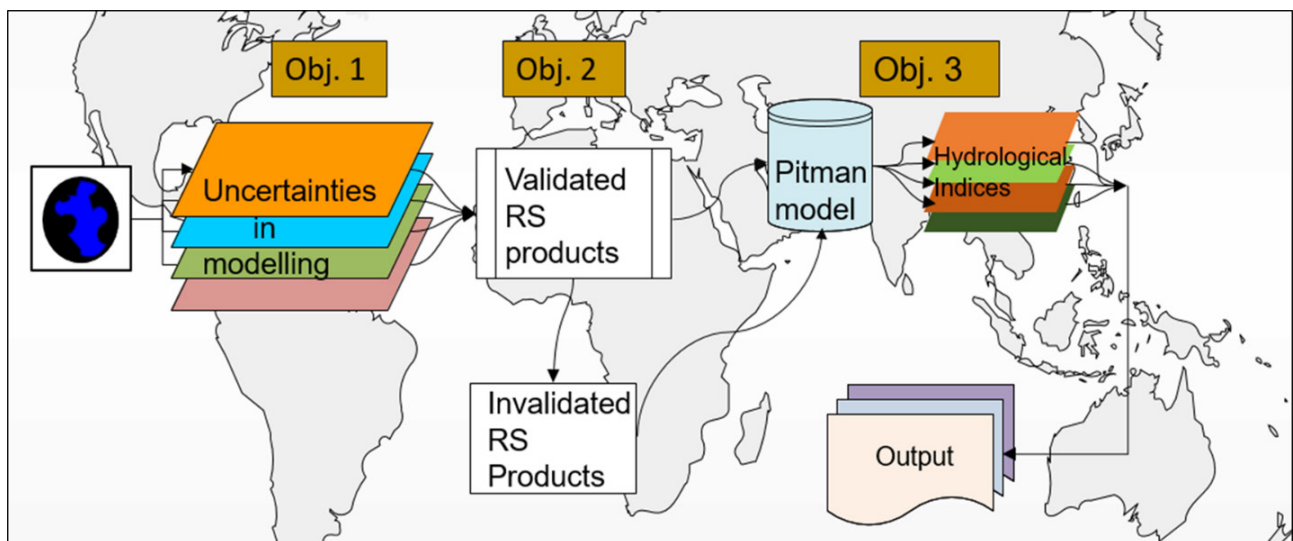 Obj. 1
Obj. 2
Obj. 3
Uncertainties
in
modelling
Validated
RS
products
Invalidated
RS
Products
Pitman
model
Hydrological
Indices
Output